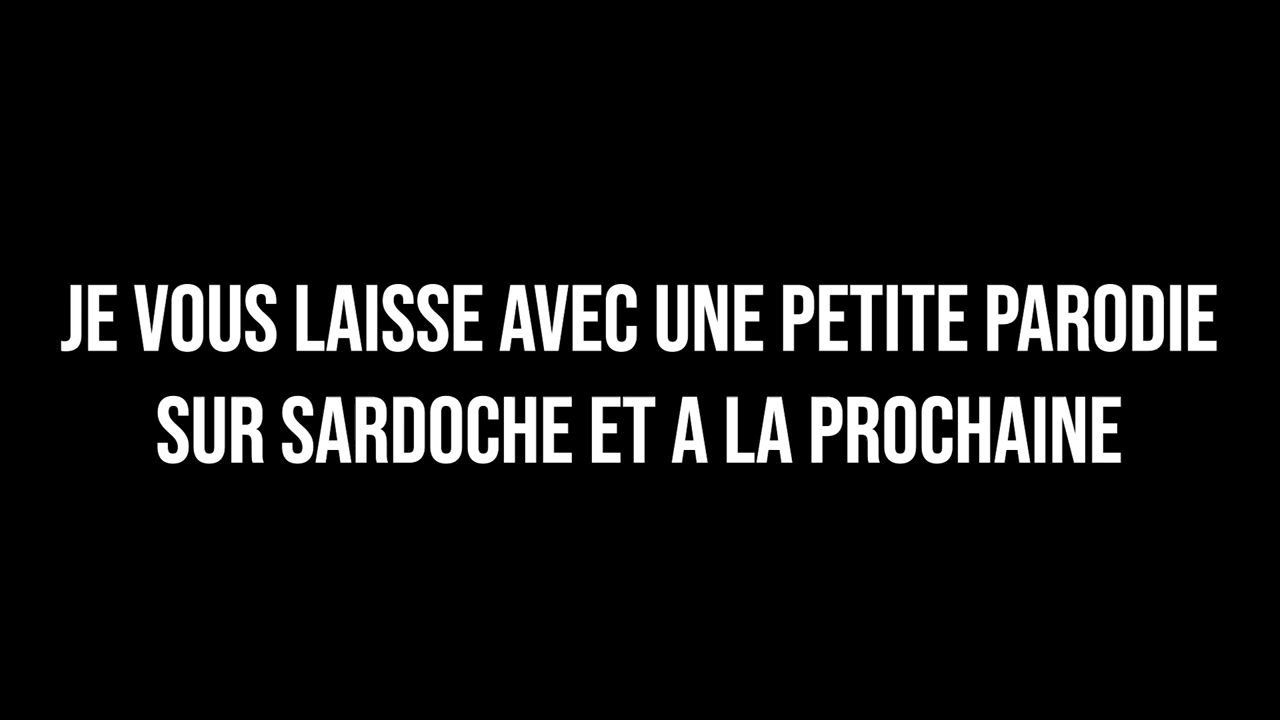 JE VOUS LAISSE AVEC UNE PETITE PARODIE
SUR SARDOCHE ET A LA PROCHAINE